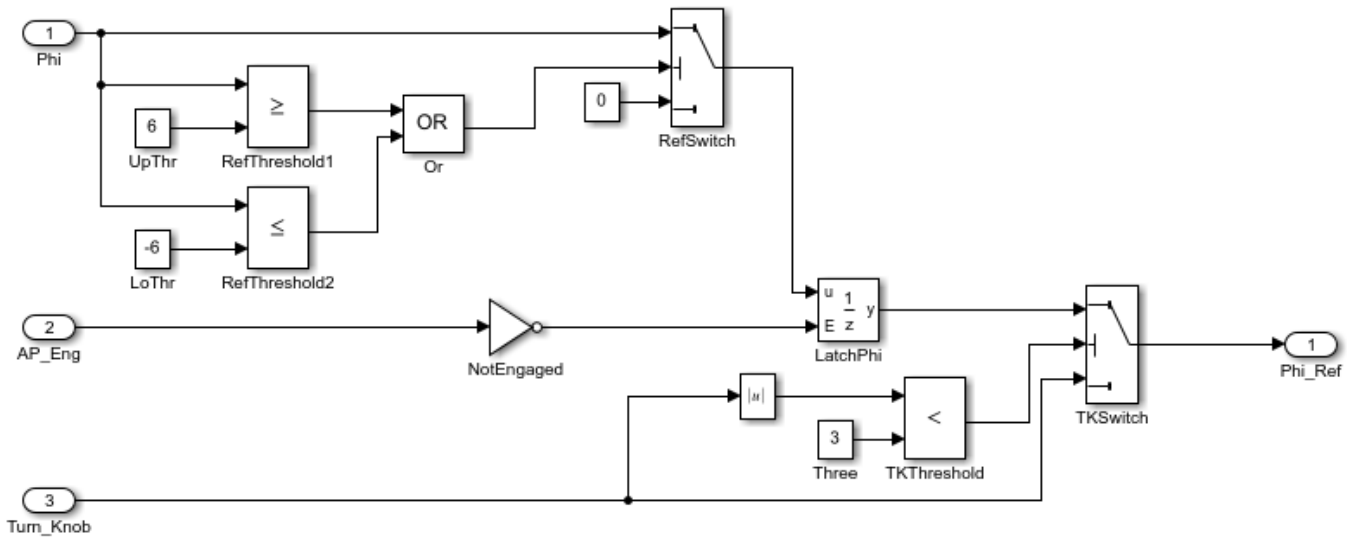 1
Phi
6
UpThr
≥
RefThreshold1
OR
Or
0
RefSwitch
-6
LoThr
≤
RefThreshold2
2
AP_Eng
NotEngaged
u
E
1
z
y
LatchPhi
|u|
3
Three
<
TKThreshold
TKSwitch
1
Phi_Ref
3
Turn_Knob